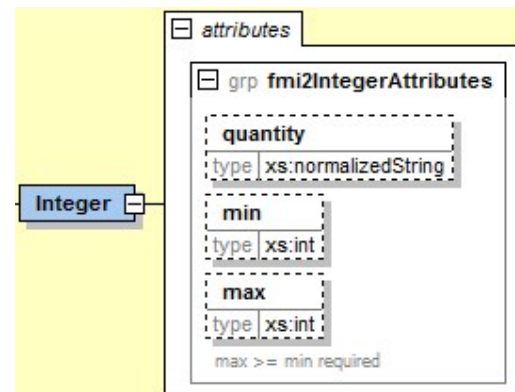 attributes
grp fmi2IntegerAttributes
quantity
type xs:normalizedString
Integer
min
type xs:int
max
type xs:int
max >= min required